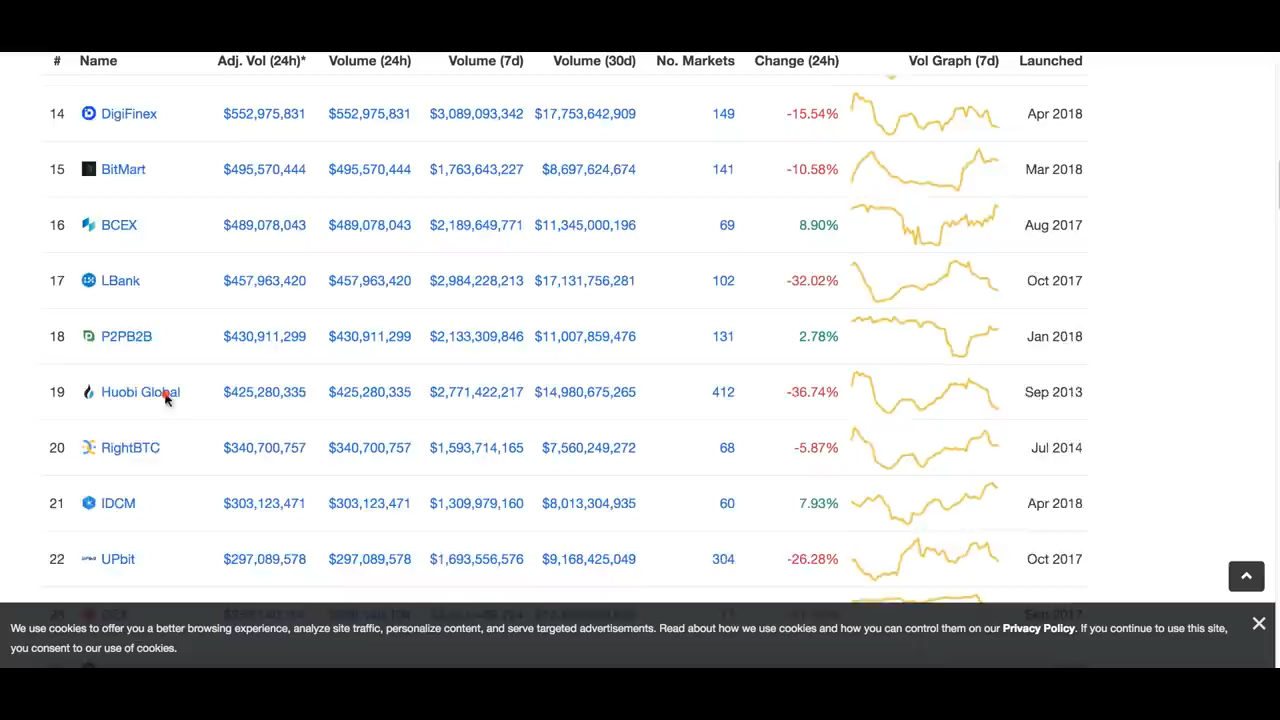 # Name Adj. Vol (24h)* Volume (24h) Volume (7d) Volume (30d) No. Markets Change (24h) Vol Graph (7d) Launched
14 DigiFinex $552,975,831 $552,975,831 $3,089,093,342 $17,753,642,909 149 -15.54% Apr 2018
15 BitMart $495,570,444 $495,570,444 $1,763,643,227 $8,697,624,674 141 -10.58% Mar 2018
16 BCEX $489,078,043 $489,078,043 $2,189,649,771 $11,345,000,196 69 8.90% Aug 2017
17 LBank $457,963,420 $457,963,420 $2,984,228,213 $17,131,756,281 102 -32.02% Oct 2017
18 P2PB2B $430,911,299 $430,911,299 $2,133,309,846 $11,007,859,476 131 2.78% Jan 2018
19 Huobi Global $425,280,335 $425,280,335 $2,771,422,217 $14,980,675,265 412 -36.74% Sep 2013
20 RightBTC $340,700,757 $340,700,757 $1,593,714,165 $7,560,249,272 68 -5.87% Jul 2014
21 IDCM $303,123,471 $303,123,471 $1,309,979,160 $8,013,304,935 60 7.93% Apr 2018
22 UPbit $297,089,578 $297,089,578 $1,693,556,576 $9,168,425,049 304 -26.28% Oct 2017
We use cookies to offer you a better browsing experience, analyze site traffic, personalize content, and serve targeted advertisements. Read about how we use cookies and how you can control them on our Privacy Policy. If you continue to use this site,
you consent to our use of cookies.